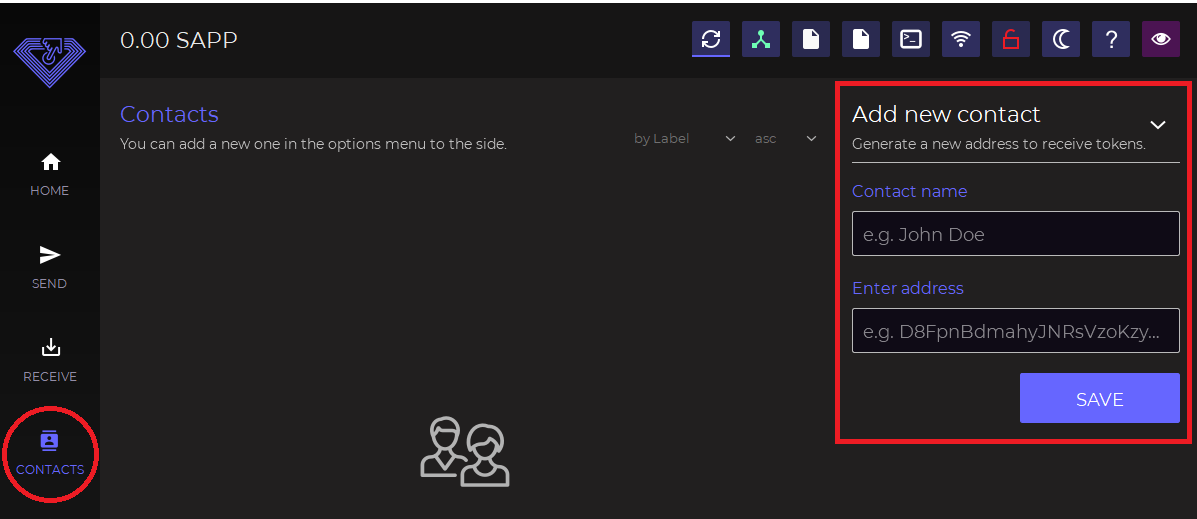 0.00 SAPP
HOME
SEND
RECEIVE
CONTACTS
Contacts
You can add a new one in the options menu to the side.
by Label
asc
Add new contact
Generate a new address to receive tokens.
Contact name
e.g. John Doe
Enter address
e.g. D8FpnBdmahyJNRsVzoKzy...
SAVE